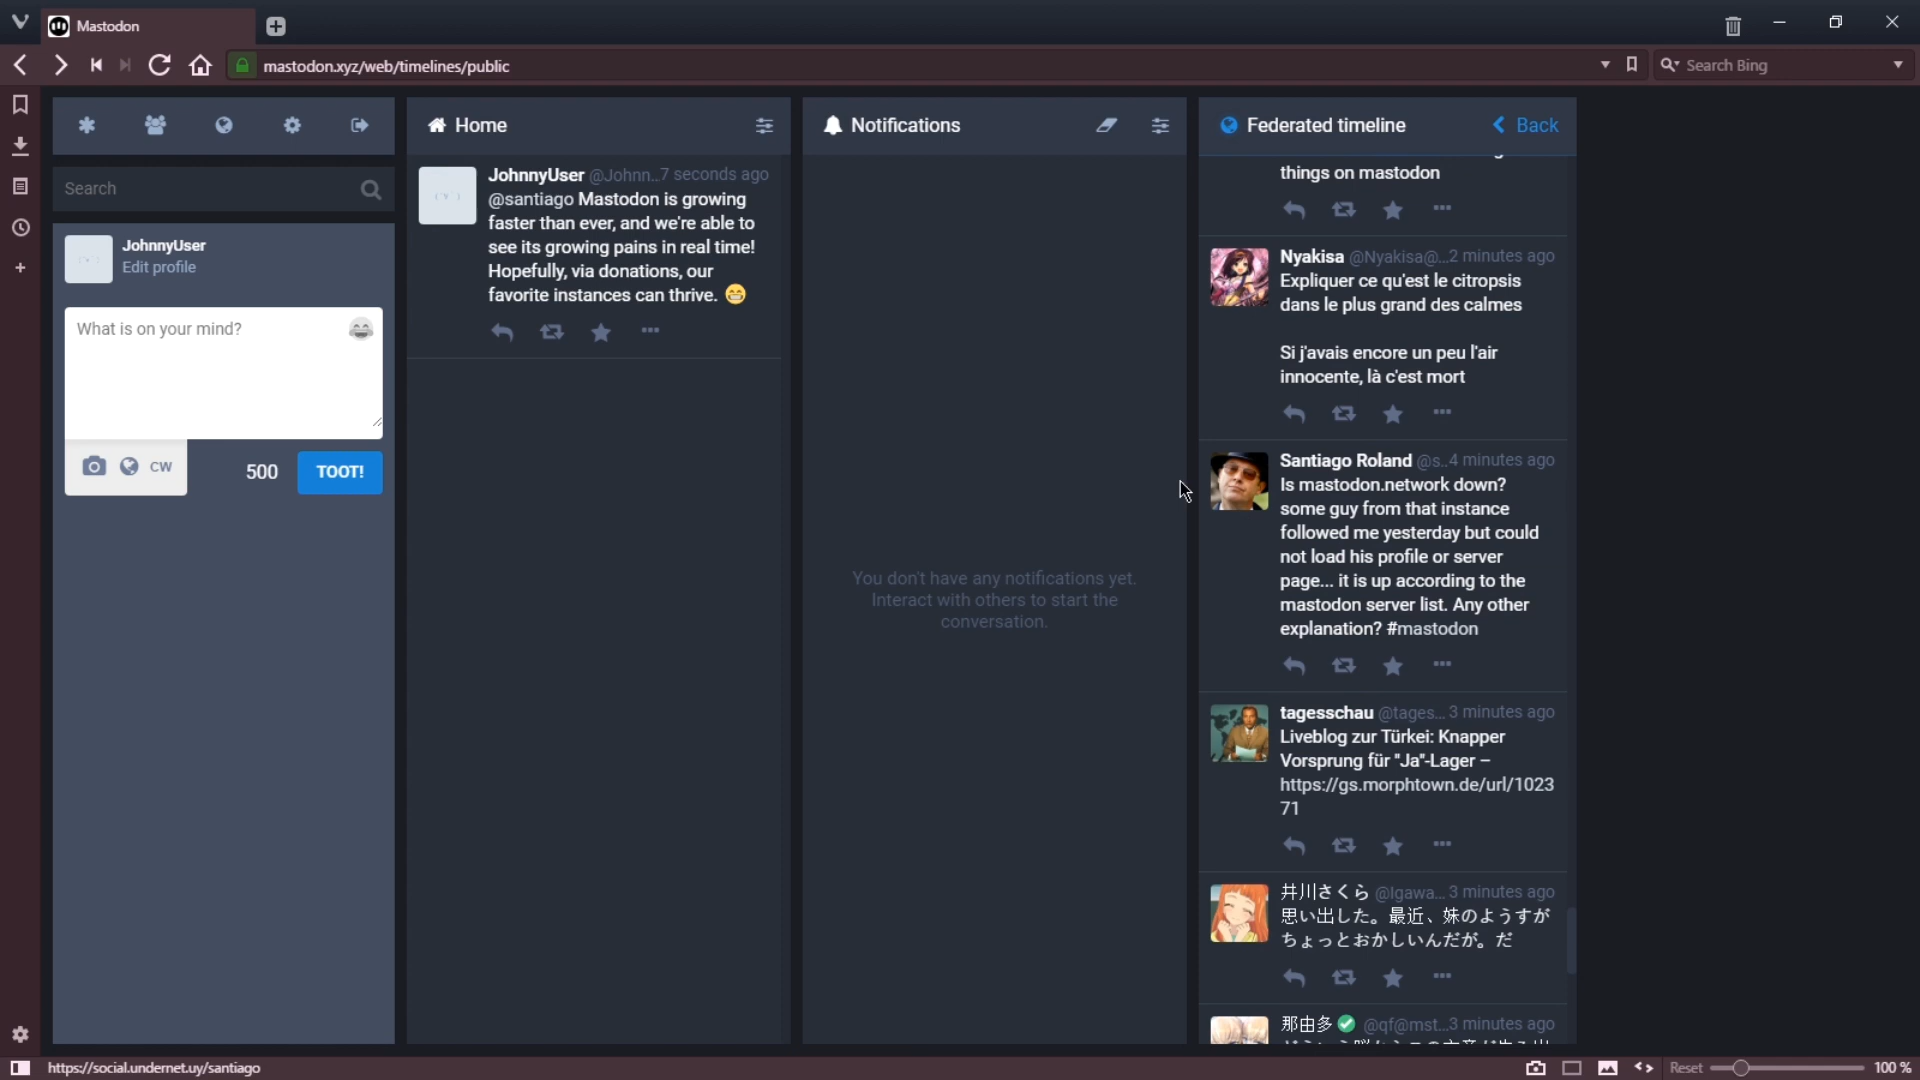 Mastodon
mastodon.xyz/web/timelines/public
Search Bing
Search
JohnnyUser
Edit profile
What is on your mind?
CW
500
TOOT!
Home
JohnnyUser @Johnn...7 seconds ago
@santiago Mastodon is growing
faster than ever, and we're able to
see its growing pains in real time!
Hopefully, via donations, our
favorite instances can thrive. 😁
Notifications
You don't have any notifications yet.
Interact with others to start the
conversation.
Federated timeline
Back
things on mastodon
Nyakisa @Nyakisa@...2 minutes ago
Expliquer ce qu'est le citropsis
dans le plus grand des calmes
Si j'avais encore un peu l'air
innocente, là c'est mort
Santiago Roland @s...4 minutes ago
Is mastodon.network down?
some guy from that instance
followed me yesterday but could
not load his profile or server
page... it is up according to the
mastodon server list. Any other
explanation? #mastodon
tagesschau @tages... 3 minutes ago
Liveblog zur Türkei: Knapper
Vorsprung für "Ja"-Lager –
https://gs.morphtown.de/url/1023
71
井川さくら @Igawa... 3 minutes ago
思い出した。最近、妹のようすが
ちょっとおかしいんだが。だ
那由多✅ @qf@mst...3 minutes ago
https://social.undernet.uy/santiago
Reset
100 %